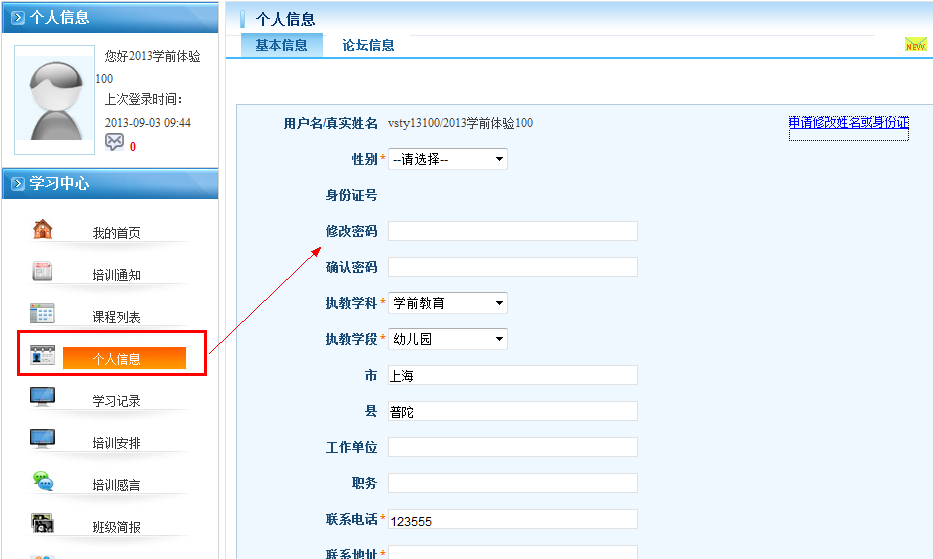 个人信息
您好2013学前体验
100
上次登录时间：
2013-09-03 09:44
0
学习中心
我的首页
培训通知
课程列表
个人信息
学习记录
培训安排
培训感言
班级简报
个人信息
基本信息 论坛信息
NEW
用户名/真实姓名 vsty13100/2013学前体验100
申请修改姓名或身份证
性别* --请选择--
身份证号
修改密码
确认密码
执教学科* 学前教育
执教学段* 幼儿园
市 上海
县 普陀
工作单位
职务
联系电话* 123555
联系地址*